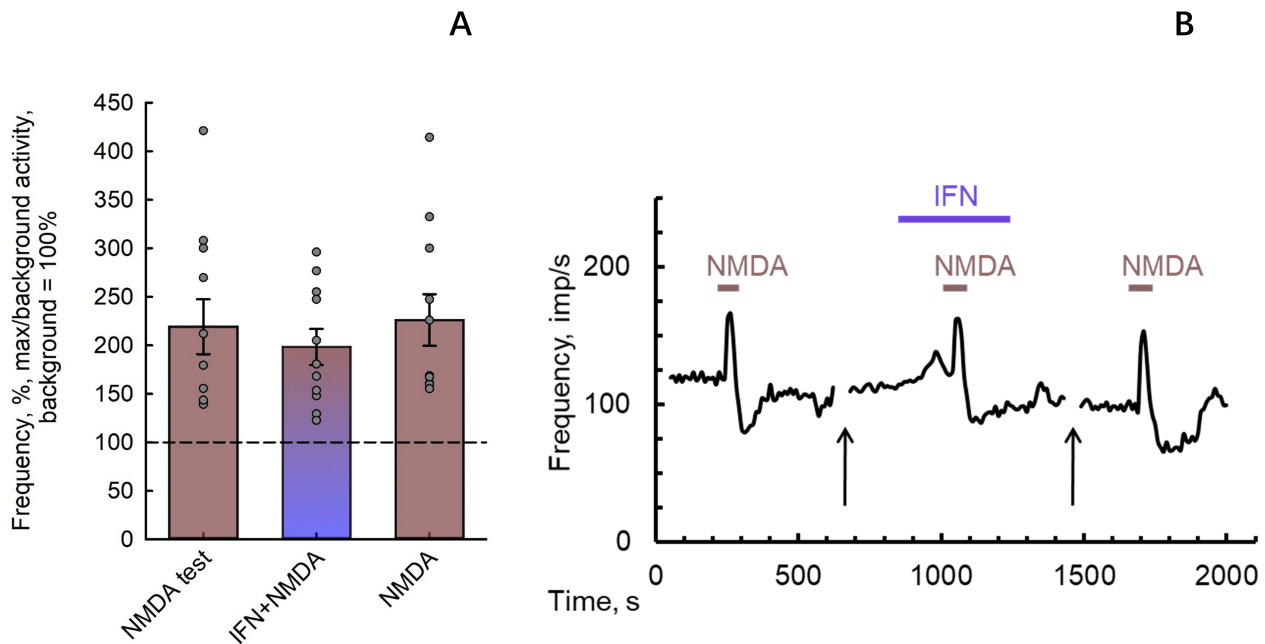 A
B
Frequency, %, max/background activity,
background = 100%
450
400
350
300
250
200
150
100
50
0
NMDA test
IFN+NMDA
NMDA
Frequency, imp/s
IFN
200
NMDA
NMDA
NMDA
100
0
0
500
1000
1500
2000
Time, s